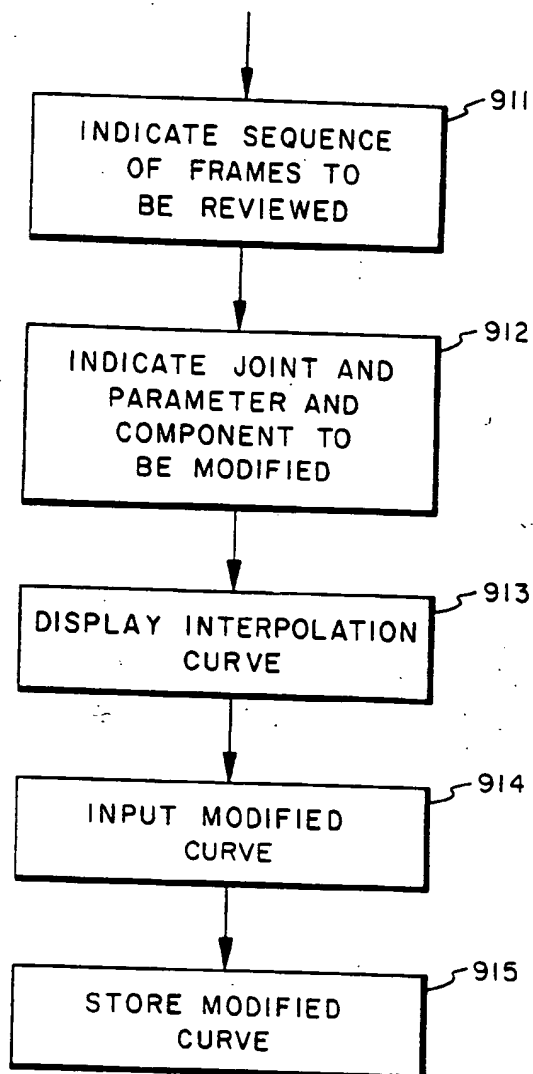 911
INDICATE SEQUENCE
OF FRAMES TO
BE REVIEWED
912
INDICATE JOINT AND
PARAMETER AND
COMPONENT TO
BE MODIFIED
913
DISPLAY INTERPOLATION
CURVE
914
INPUT MODIFIED
CURVE
915
STORE MODIFIED
CURVE